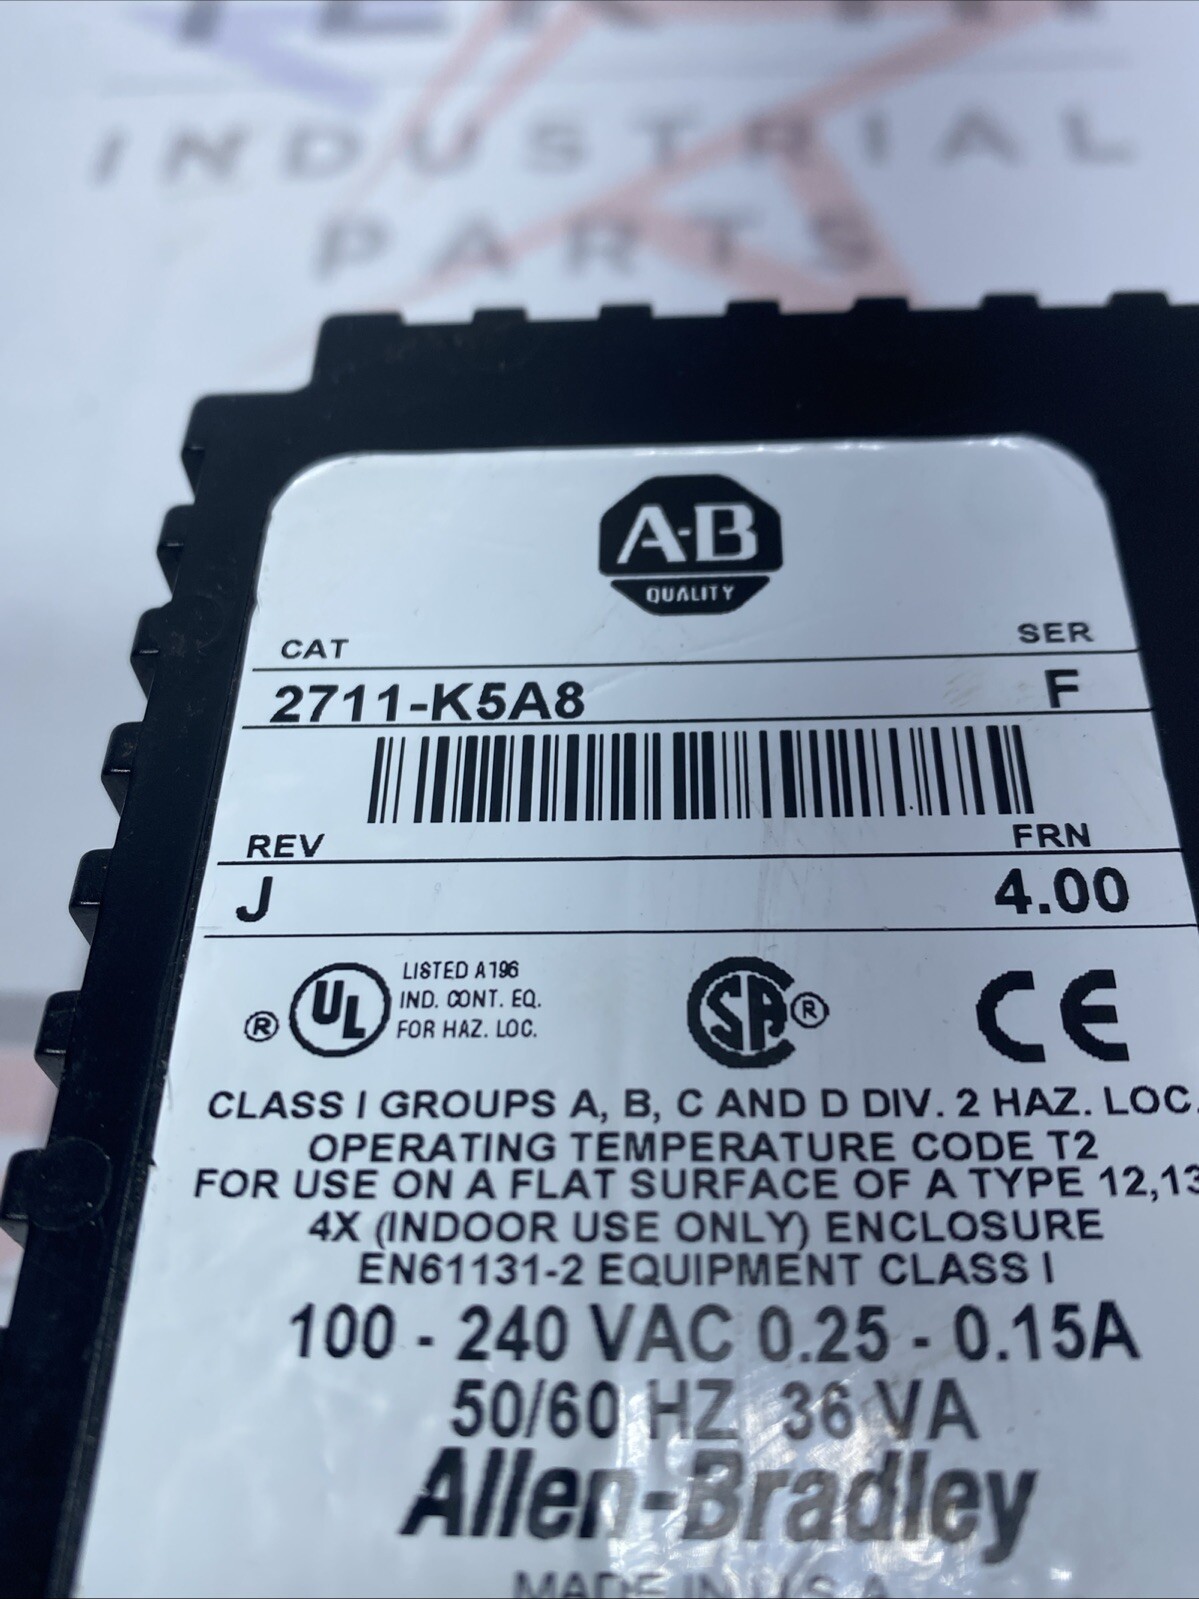 INDUSTRIAL
PARTS
A-B
QUALITY
CAT
SER
2711-K5A8
F
REV
FRN
J
4.00
® UL LISTED A196
IND. CONT. EQ.
FOR HAZ. LOC.
SA ®
CE
CLASS I GROUPS A, B, C AND D DIV. 2 HAZ. LOC.
OPERATING TEMPERATURE CODE T2
FOR USE ON A FLAT SURFACE OF A TYPE 12,13
4X (INDOOR USE ONLY) ENCLOSURE
EN61131-2 EQUIPMENT CLASS I
100 - 240 VAC 0.25 - 0.15A
50/60 HZ 36 VA
Allen-Bradley
MADE IN U.S.A.